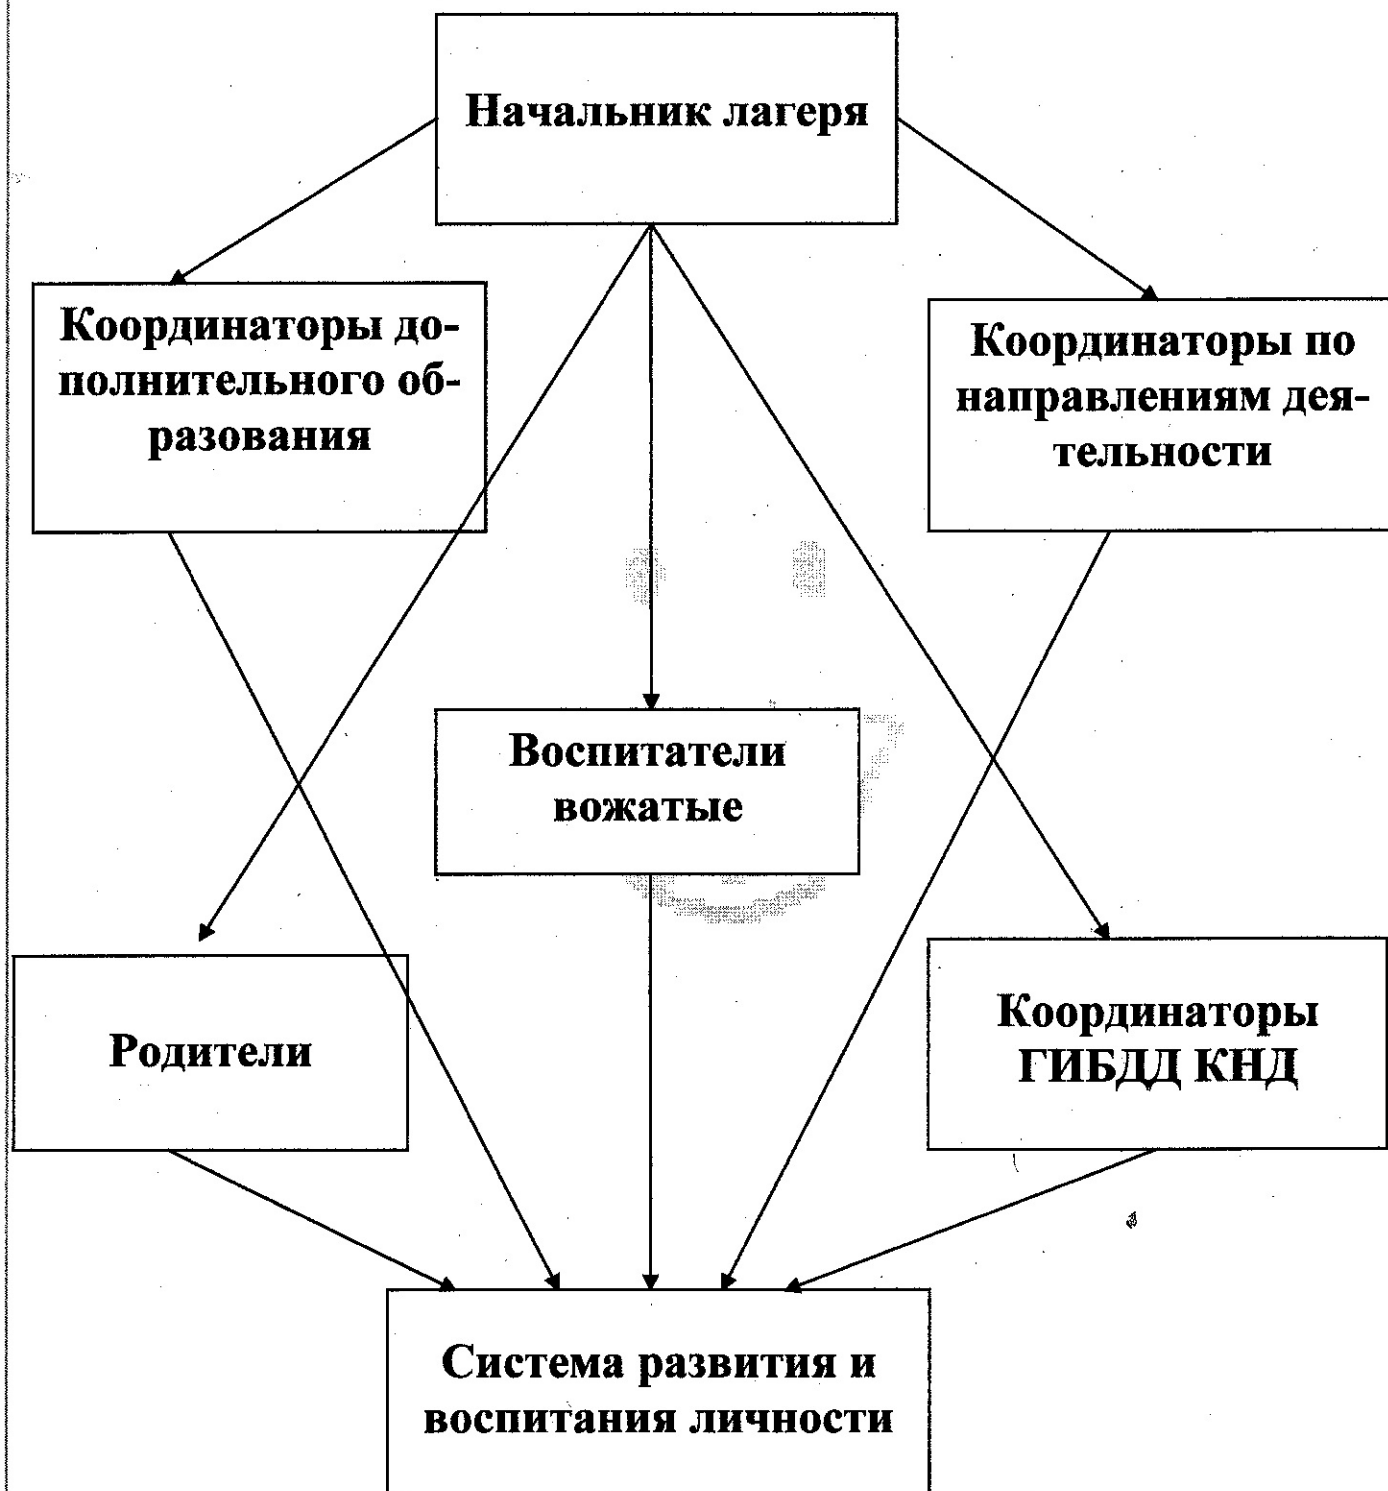 Начальник лагеря
Координаторы до-
полнительного об-
разования
Координаторы по
направлениям дея-
тельности
Воспитатели
вожатые
Родители
Координаторы
ГИБДД КНД
Система развития и
воспитания личности